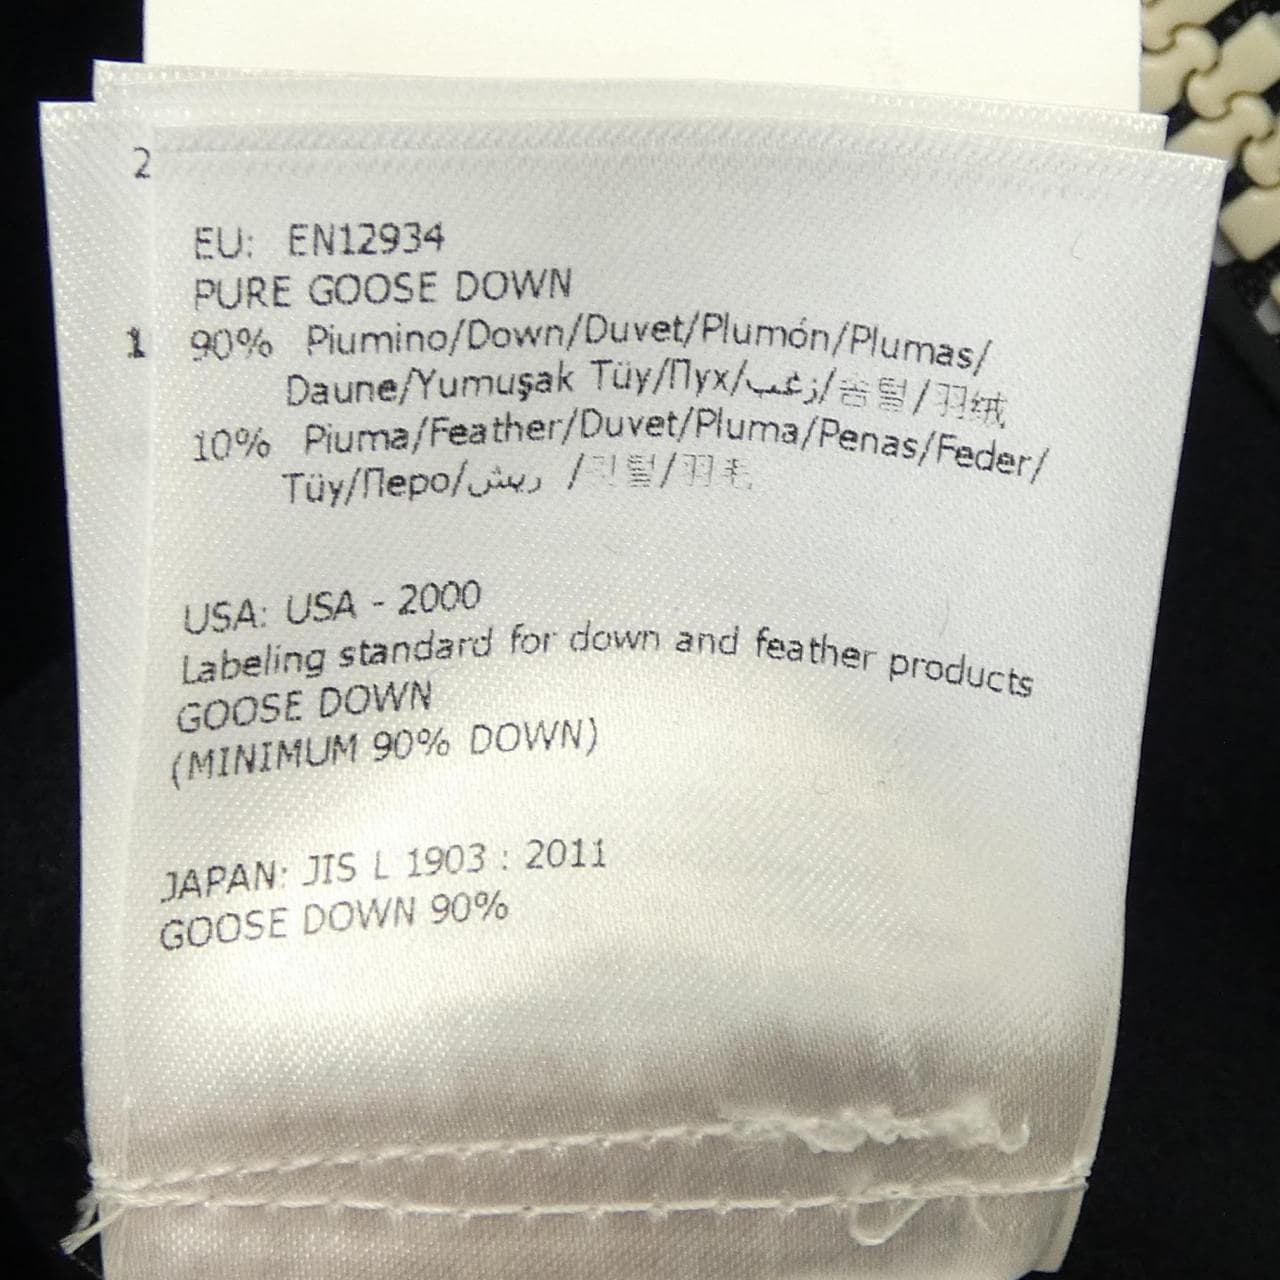 2
EU: EN12934
PURE GOOSE DOWN
1 90% Piumino/Down/Duvet/Plumón/Plumas/
Daune/Yumuşak Tüy/Пух/زغب/솜털/羽绒
10% Piuma/Feather/Duvet/Pluma/Penas/Feder/
Tüy/Перо/ريش /깃털/羽毛
USA: USA - 2000
Labeling standard for down and feather products
GOOSE DOWN
(MINIMUM 90% DOWN)
JAPAN: JIS L 1903 : 2011
GOOSE DOWN 90%